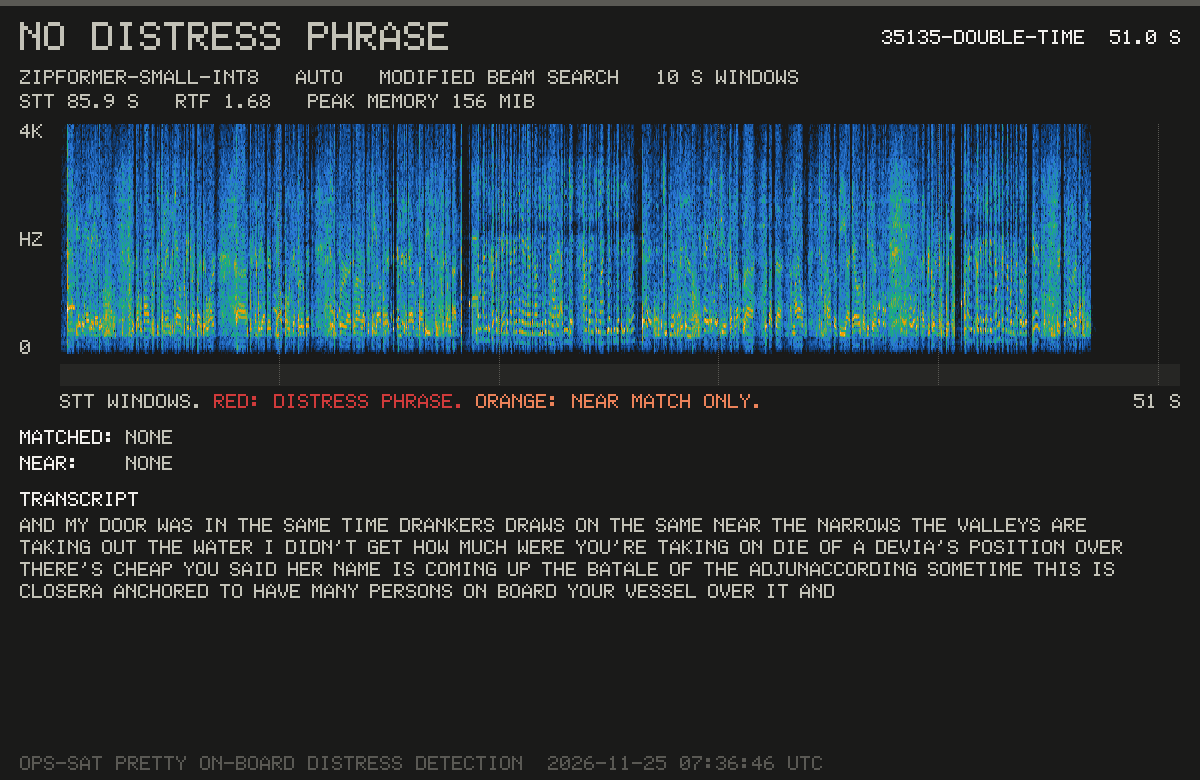 NO DISTRESS PHRASE
35135-DOUBLE-TIME 51.0 S
ZIPFORMER-SMALL-INT8 AUTO MODIFIED BEAM SEARCH 10 S WINDOWS
STT 85.9 S RTF 1.68 PEAK MEMORY 156 MIB
4K
HZ
0
STT WINDOWS. RED: DISTRESS PHRASE. ORANGE: NEAR MATCH ONLY.
51 S
MATCHED: NONE
NEAR: NONE
TRANSCRIPT
AND MY DOOR WAS IN THE SAME TIME DRANKERS DRAWS ON THE SAME NEAR THE NARROWS THE VALLEYS ARE
TAKING OUT THE WATER I DIDN'T GET HOW MUCH WERE YOU'RE TAKING ON DIE OF A DEVIA'S POSITION OVER
THERE'S CHEAP YOU SAID HER NAME IS COMING UP THE BATALE OF THE ADJUNACCORDING SOMETIME THIS IS
CLOSERA ANCHORED TO HAVE MANY PERSONS ON BOARD YOUR VESSEL OVER IT AND
OPS-SAT PRETTY ON-BOARD DISTRESS DETECTION 2026-11-25 07:36:46 UTC